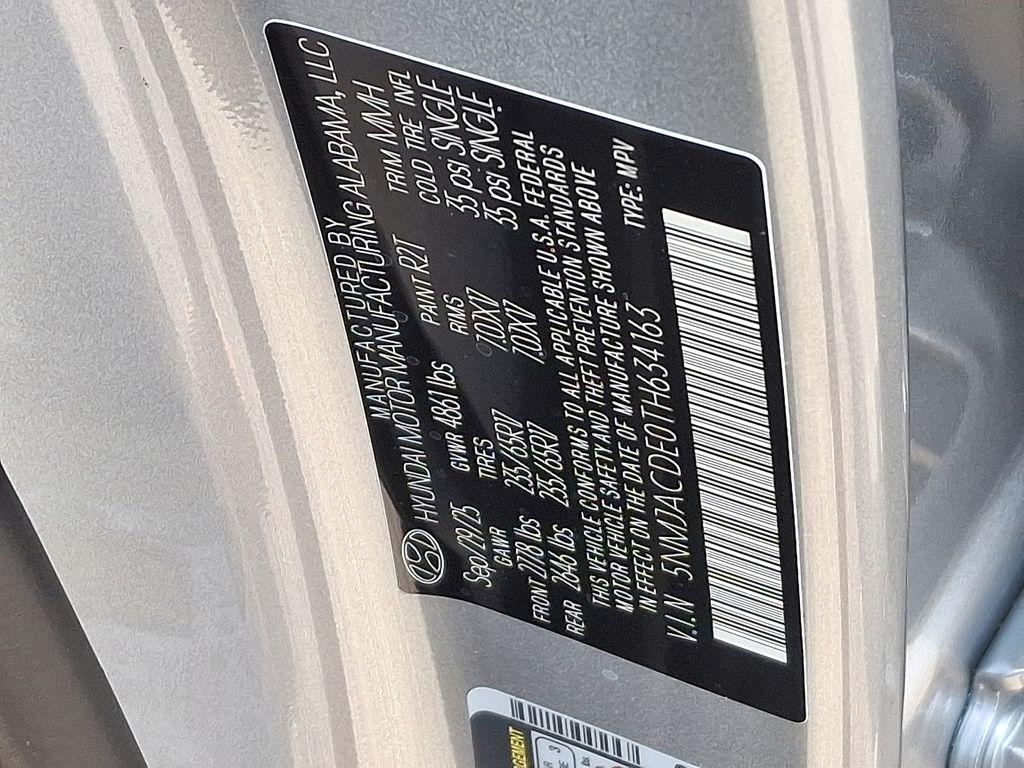 MANUFACTURED BY
HYUNDAI MOTOR MANUFACTURING ALABAMA, LLC
Sep/29/25 GVWR 4861 lbs PAINT R2T TRIM MMH
GAWR TIRES RMS COLD TIRE INFL
FRONT 2778 lbs 235/65R17 7.0JX17 35 psi SINGLE
REAR 2646 lbs 235/65R17 7.0JX17 35 psi SINGLE
THIS VEHICLE CONFORMS TO ALL APPLICABLE U.S.A. FEDERAL
MOTOR VEHICLE SAFETY AND THEFT PREVENTION STANDARDS
IN EFFECT ON THE DATE OF MANUFACTURE SHOWN ABOVE
V.I.N 5NMJACDE0TH634163 TYPE: MPV